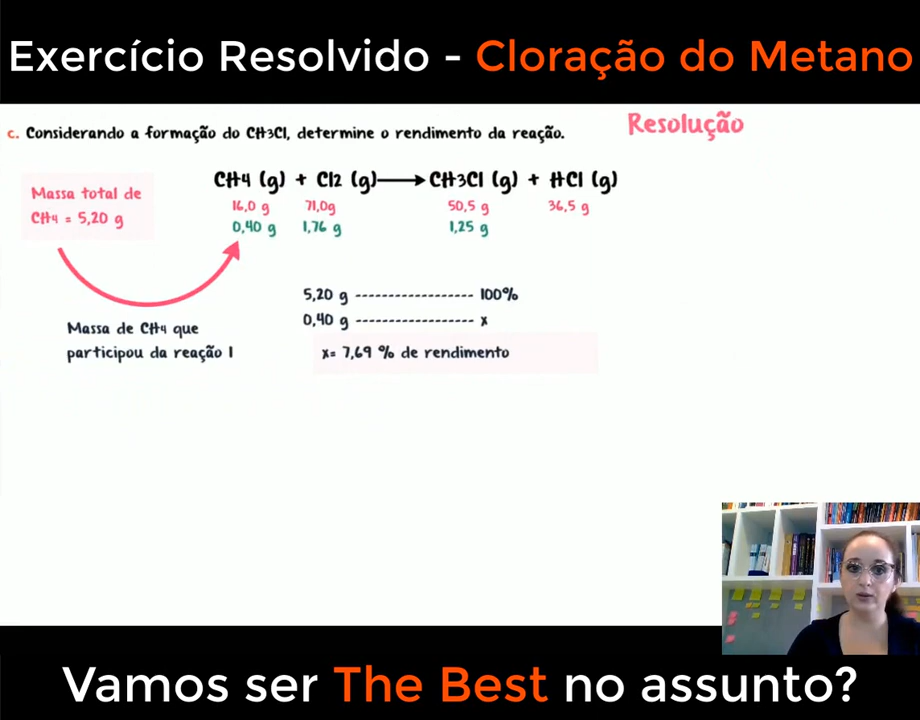 Exercício Resolvido - Cloração do Metano
c. Considerando a formação do CH3Cl, determine o rendimento da reação.
Resolução
Massa total de
CH4 = 5,20 g
CH4 (g) + Cl2 (g) → CH3Cl (g) + HCl (g)
16,0 g 71,0g 50,5 g 36,5 g
0,40 g 1,76 g 1,25 g
5,20 g ------------------ 100%
0,40 g ------------------ x
x= 7,69 % de rendimento
Massa de CH4 que
participou da reação 1
Vamos ser The Best no assunto?